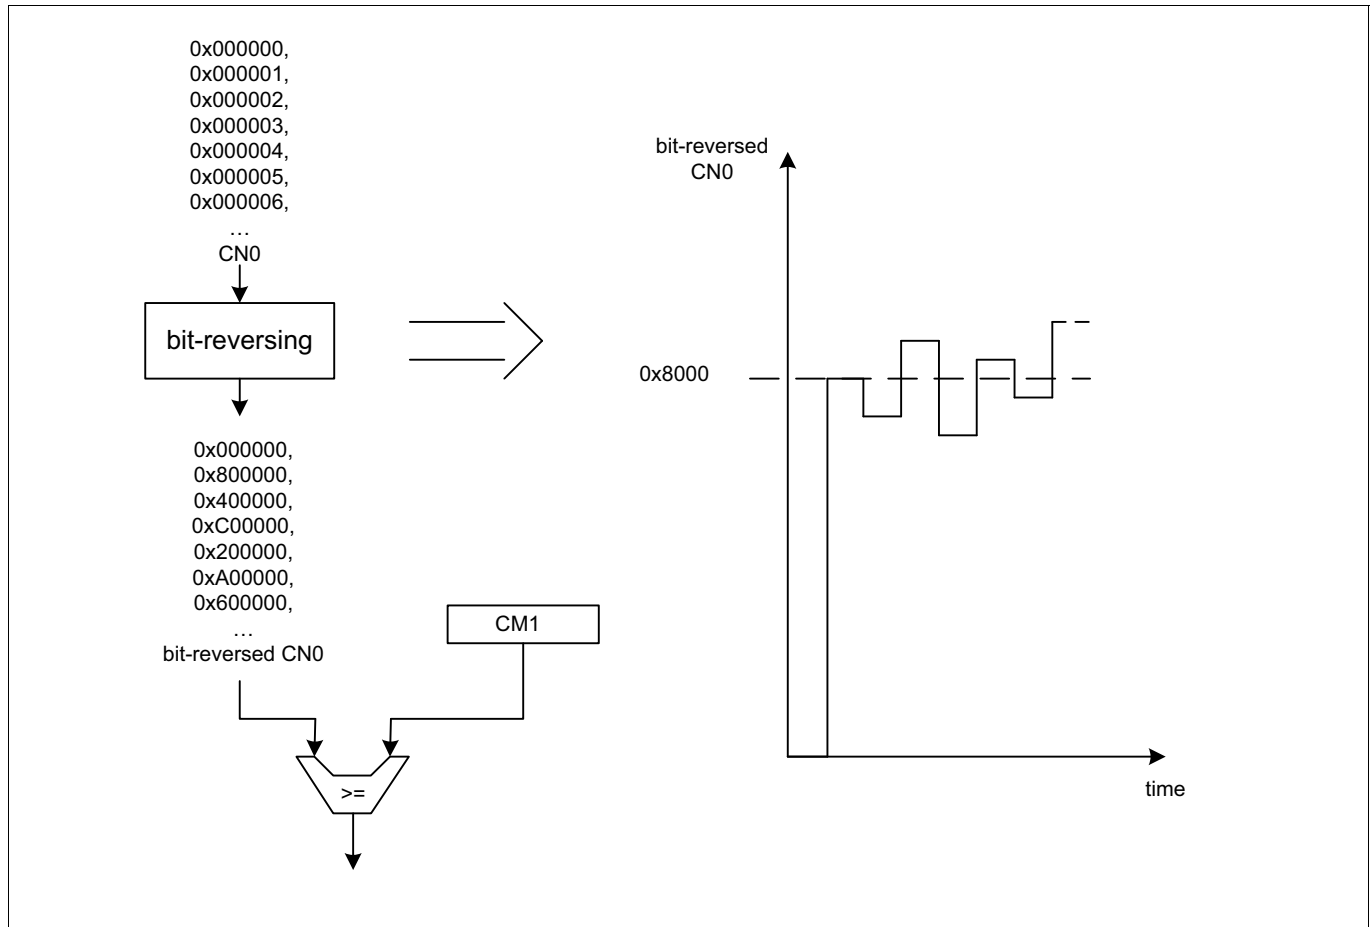 0x000000,
0x000001,
0x000002,
0x000003,
0x000004,
0x000005,
0x000006,
...
CN0
bit-reversing
0x000000,
0x800000,
0x400000,
0xC00000,
0x200000,
0xA00000,
0x600000,
...
bit-reversed CN0
CM1
>=
bit-reversed
CN0
0x8000
time